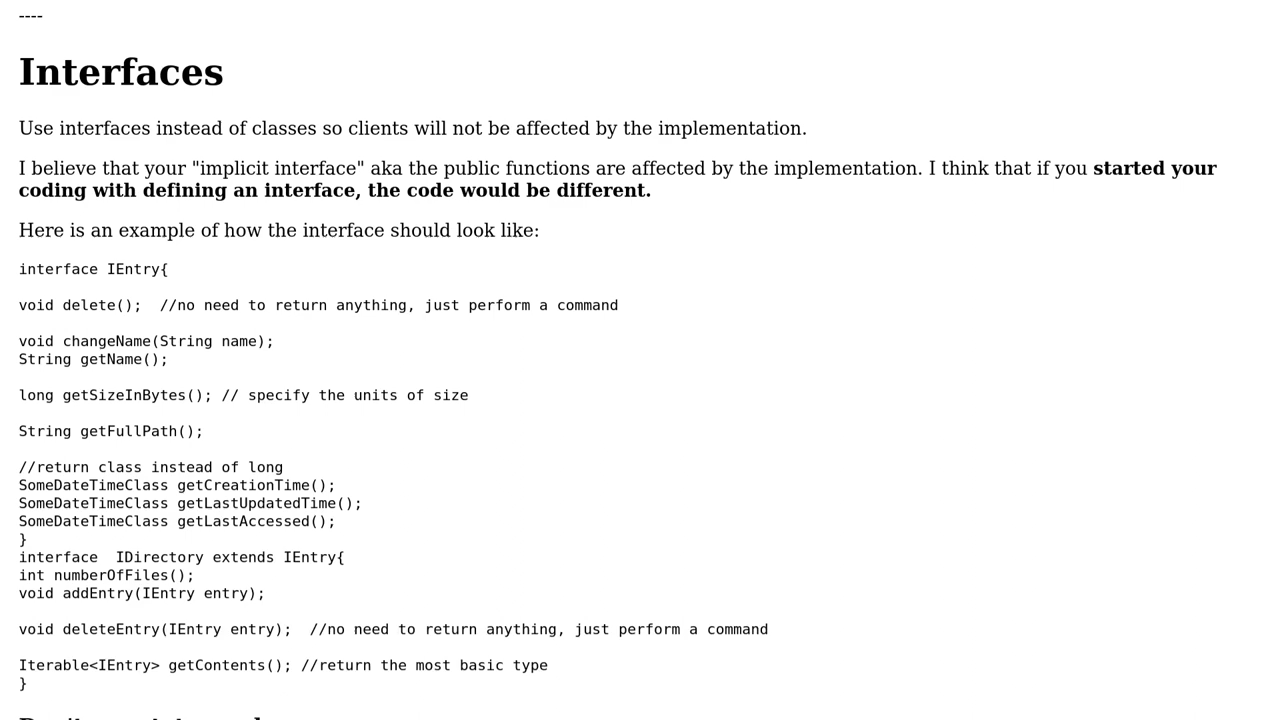 ----
Interfaces
Use interfaces instead of classes so clients will not be affected by the implementation.
I believe that your "implicit interface" aka the public functions are affected by the implementation. I think that if you started your
coding with defining an interface, the code would be different.
Here is an example of how the interface should look like:
interface IEntry{
void delete();  //no need to return anything, just perform a command
void changeName(String name);
String getName();
long getSizeInBytes(); // specify the units of size
String getFullPath();
//return class instead of long
SomeDateTimeClass getCreationTime();
SomeDateTimeClass getLastUpdatedTime();
SomeDateTimeClass getLastAccessed();
}
interface  IDirectory extends IEntry{
int numberOfFiles();
void addEntry(IEntry entry);
void deleteEntry(IEntry entry);  //no need to return anything, just perform a command
Iterable<IEntry> getContents(); //return the most basic type
}